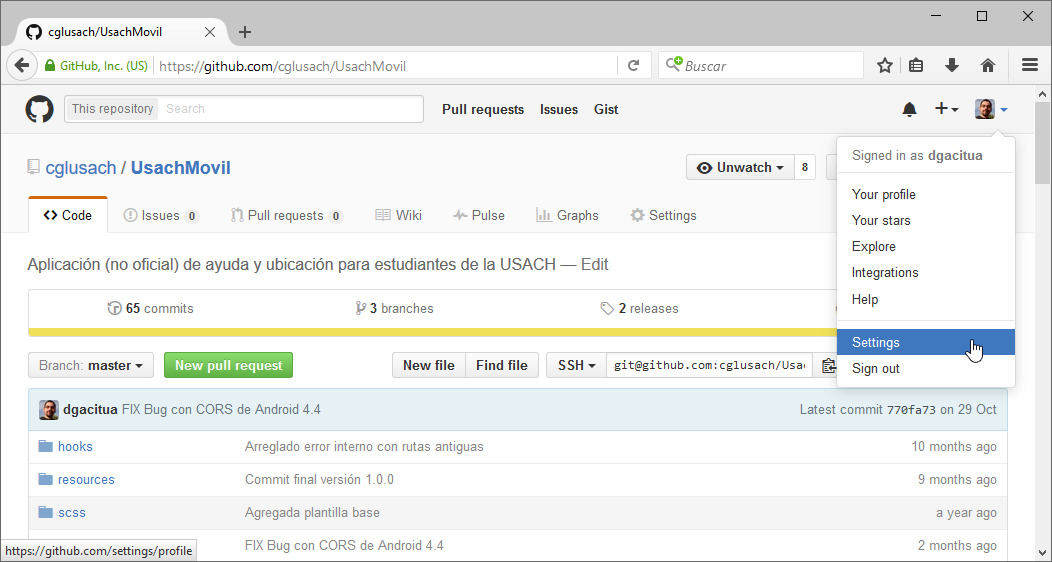 cglusach/UsachMovil
GitHub, Inc. (US) https://github.com/cglusach/UsachMovil Buscar
This repository Search Pull requests Issues Gist
cglusach / UsachMovil Unwatch 8
Code Issues 0 Pull requests 0 Wiki Pulse Graphs Settings
Aplicación (no oficial) de ayuda y ubicación para estudiantes de la USACH — Edit
65 commits 3 branches 2 releases
Branch: master New pull request New file Find file SSH git@github.com:cglusach/Usac
Signed in as dgacitua
Your profile
Your stars
Explore
Integrations
Help
Settings
Sign out
dgacitua FIX Bug con CORS de Android 4.4 Latest commit 770fa73 on 29 Oct
hooks Arreglado error interno con rutas antiguas 10 months ago
resources Commit final versión 1.0.0 9 months ago
scss Agregada plantilla base a year ago
FIX Bug con CORS de Android 4.4 2 months ago
https://github.com/settings/profile